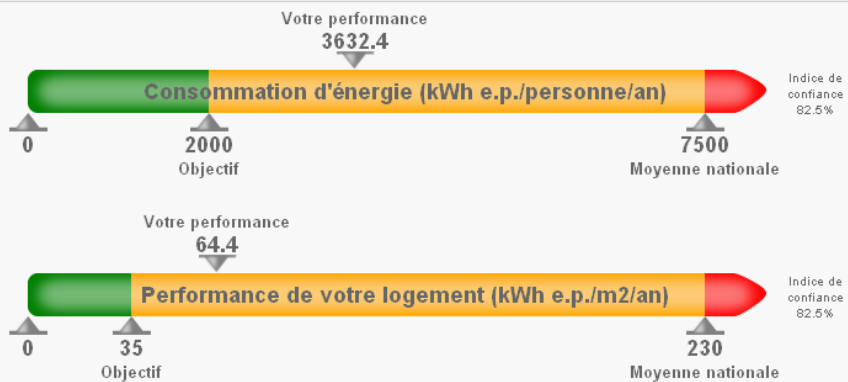 Votre performance
3632.4
Consommation d'énergie (kWh e.p./personne/an)
Indice de
confiance
82.5%
0
2000
7500
Objectif
Moyenne nationale
Votre performance
64.4
Performance de votre logement (kWh e.p./m2/an)
Indice de
confiance
82.5%
0
35
230
Objectif
Moyenne nationale